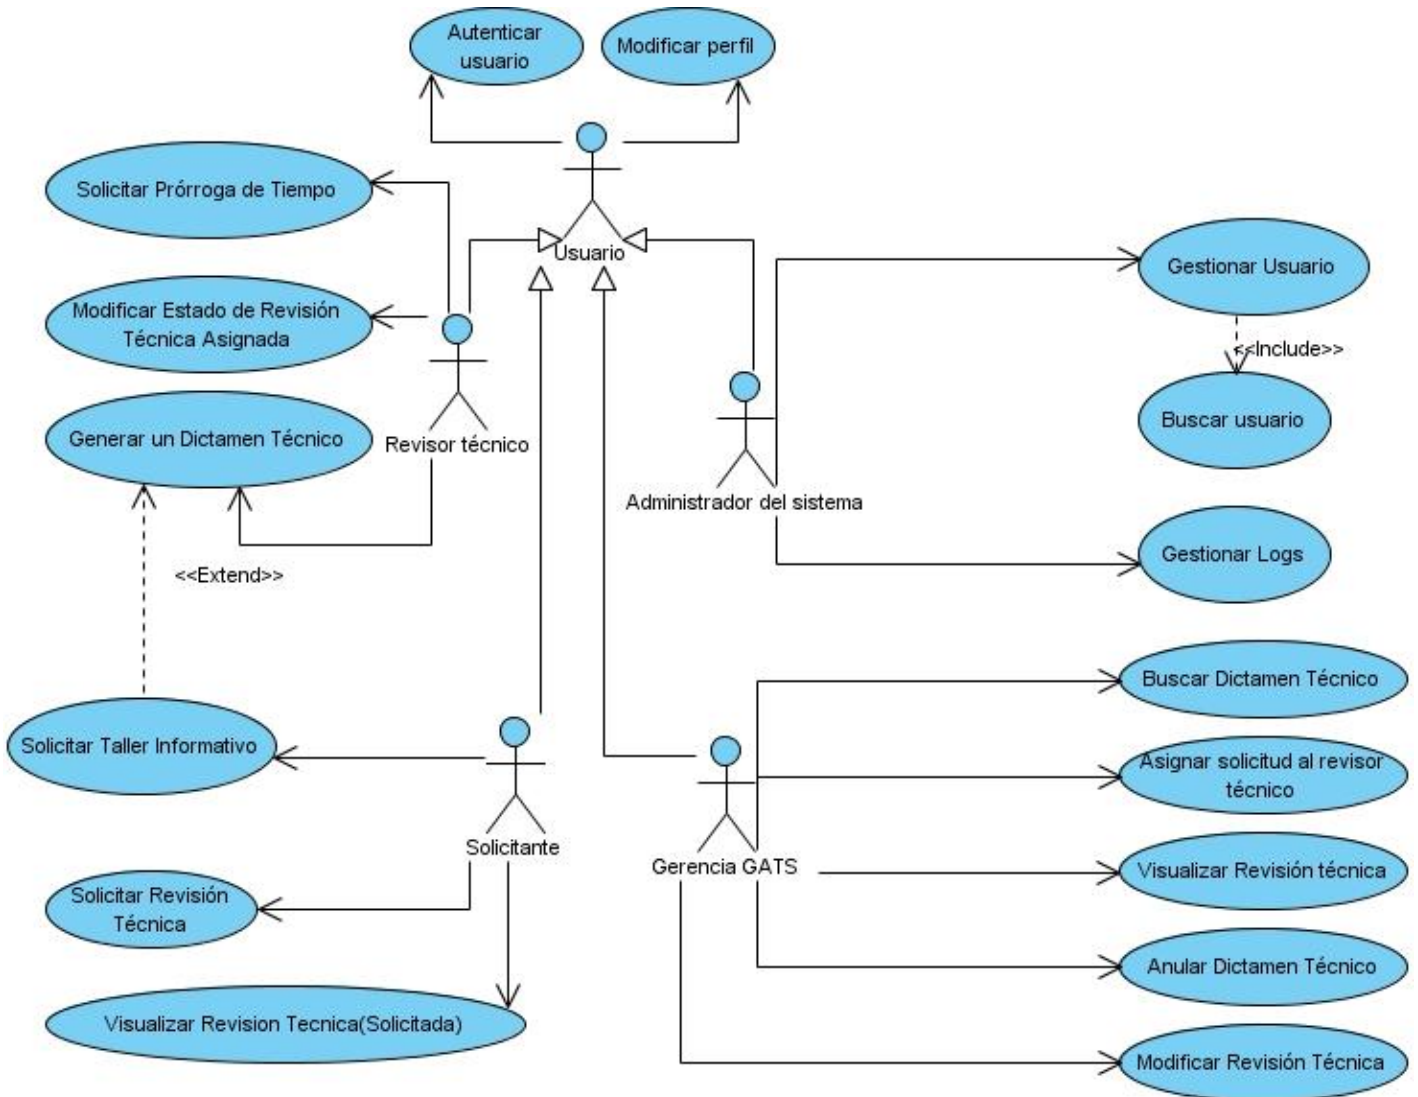 Autenticar
usuario
Modificar perfil
Solicitar Prórroga de Tiempo
Usuario
Gestionar Usuario
Modificar Estado de Revisión
Técnica Asignada
<<Include>>
Generar un Dictamen Técnico
Revisor técnico
Buscar usuario
Administrador del sistema
Gestionar Logs
<<Extend>>
Buscar Dictamen Técnico
Solicitar Taller Informativo
Asignar solicitud al revisor
técnico
Solicitante
Gerencia GATS
Visualizar Revisión técnica
Solicitar Revisión
Técnica
Anular Dictamen Técnico
Visualizar Revision Tecnica(Solicitada)
Modificar Revisión Técnica